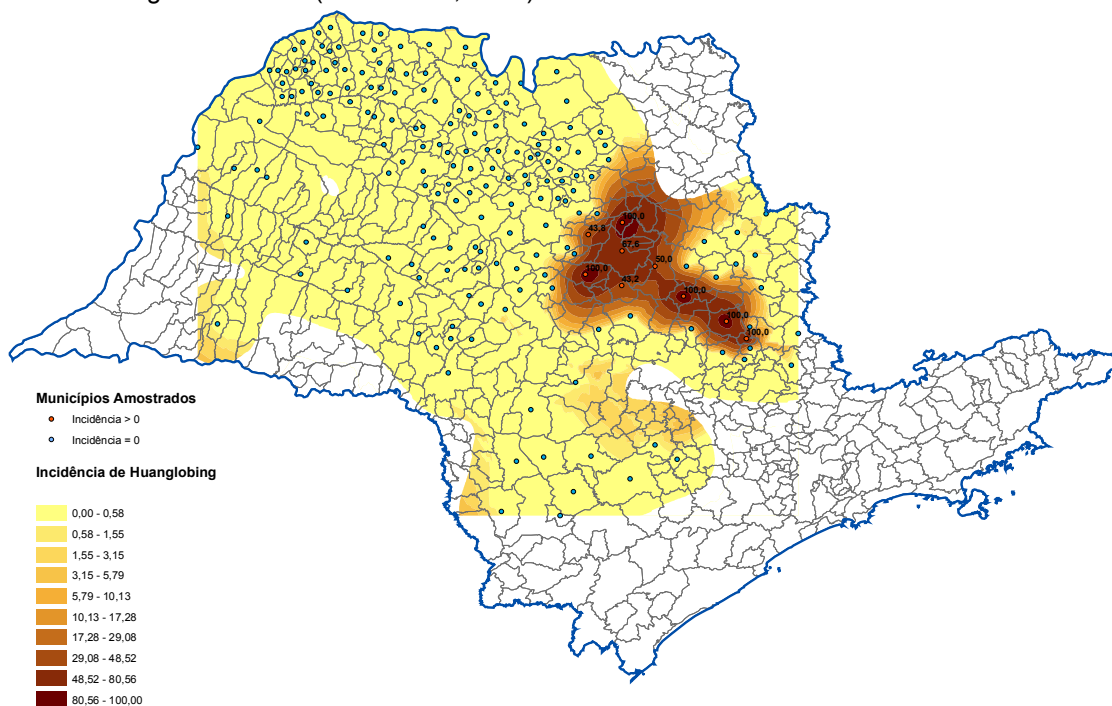 100,0
43,8
67,6
50,0
100,0
43,2
100,0
100,0
100,0
Municípios Amostrados
Incidência > 0
Incidência = 0
Incidência de Huanglobing
0,00 - 0,58
0,58 - 1,55
1,55 - 3,15
3,15 - 5,79
5,79 - 10,13
10,13 - 17,28
17,28 - 29,08
29,08 - 48,52
48,52 - 80,56
80,56 - 100,00